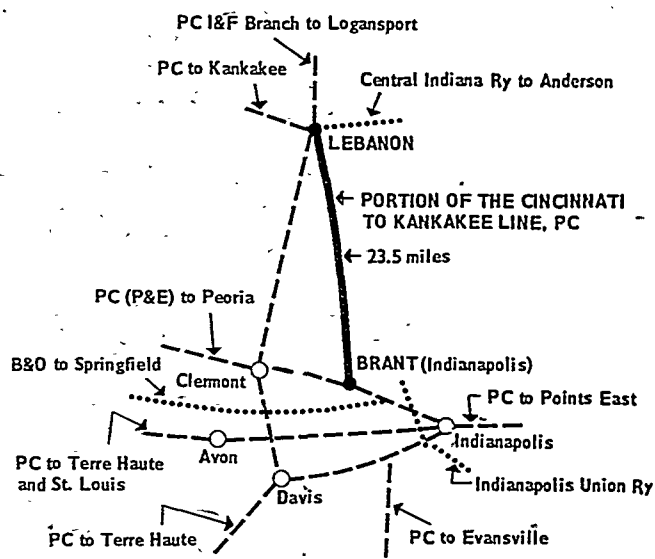 PC I&F Branch to Logansport
PC to Kankakee
Central Indiana Ry to Anderson
LEBANON
PORTION OF THE CINCINNATI
TO KANKAKEE LINE, PC
23.5 miles
PC (P&E) to Peoria
B&O to Springfield
Clermont
BRANT (Indianapolis)
PC to Points East
Indianapolis
Avon
PC to Terre Haute
and St. Louis
Davis
Indianapolis Union Ry
PC to Terre Haute
PC to Evansville